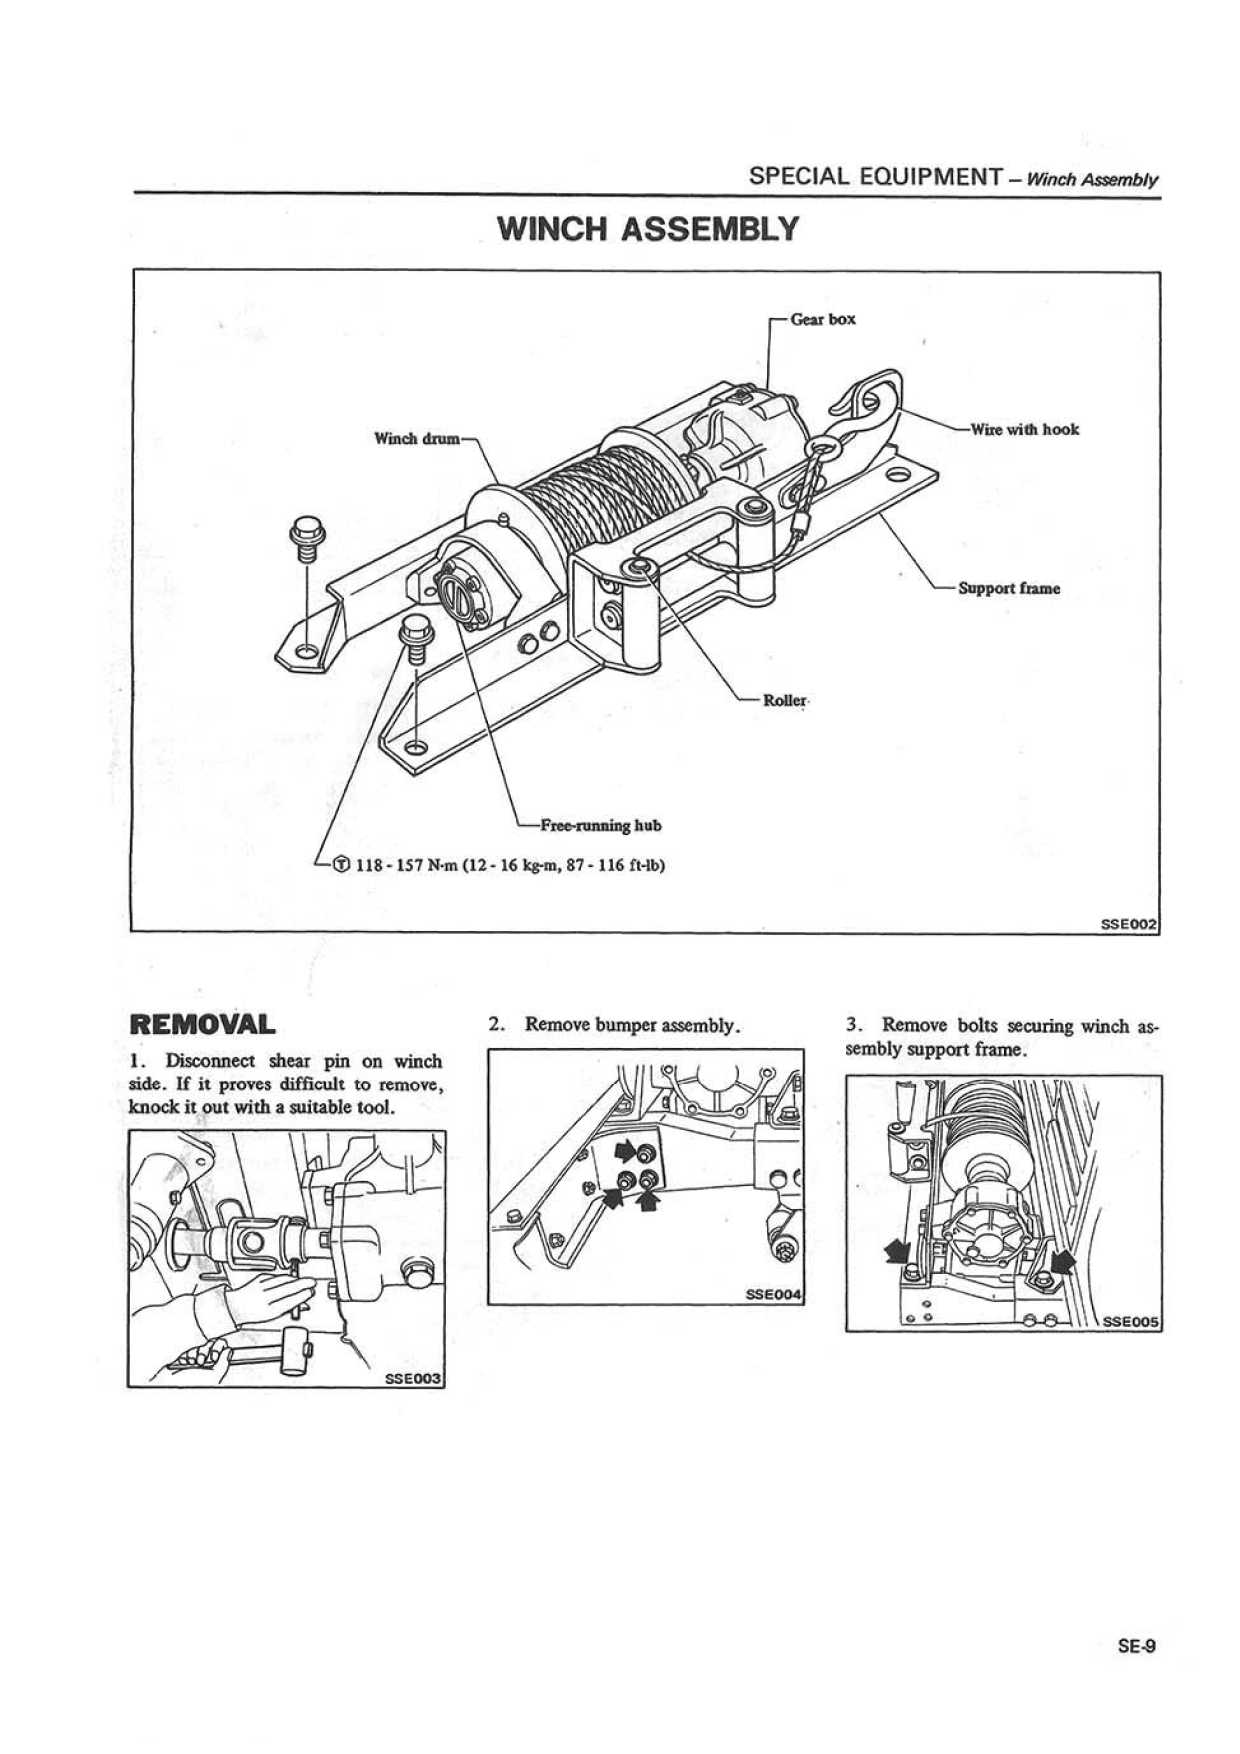 SPECIAL EQUIPMENT – Winch Assembly
WINCH ASSEMBLY
Gear box
Wire with hook
Winch drum
Support frame
Roller
Free-running hub
Ⓣ 118 - 157 N·m (12 - 16 kg-m, 87 - 116 ft-lb)
SSE002
REMOVAL
1. Disconnect shear pin on winch
side. If it proves difficult to remove,
knock it out with a suitable tool.
SSE003
2. Remove bumper assembly.
SSE004
3. Remove bolts securing winch as-
sembly support frame.
SSE005
SE-9